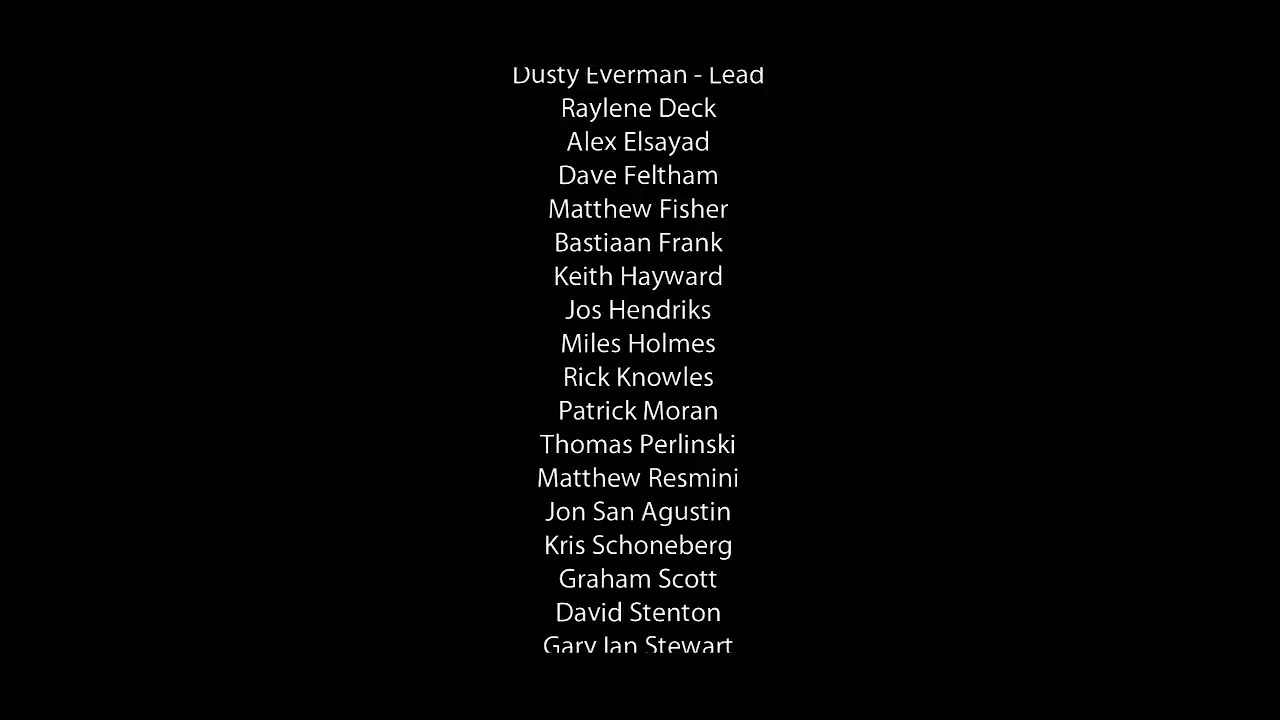 Dusty Everman - Lead
Raylene Deck
Alex Elsayad
Dave Feltham
Matthew Fisher
Bastiaan Frank
Keith Hayward
Jos Hendriks
Miles Holmes
Rick Knowles
Patrick Moran
Thomas Perlinski
Matthew Resmini
Jon San Agustin
Kris Schoneberg
Graham Scott
David Stenton
Gary Ian Stewart